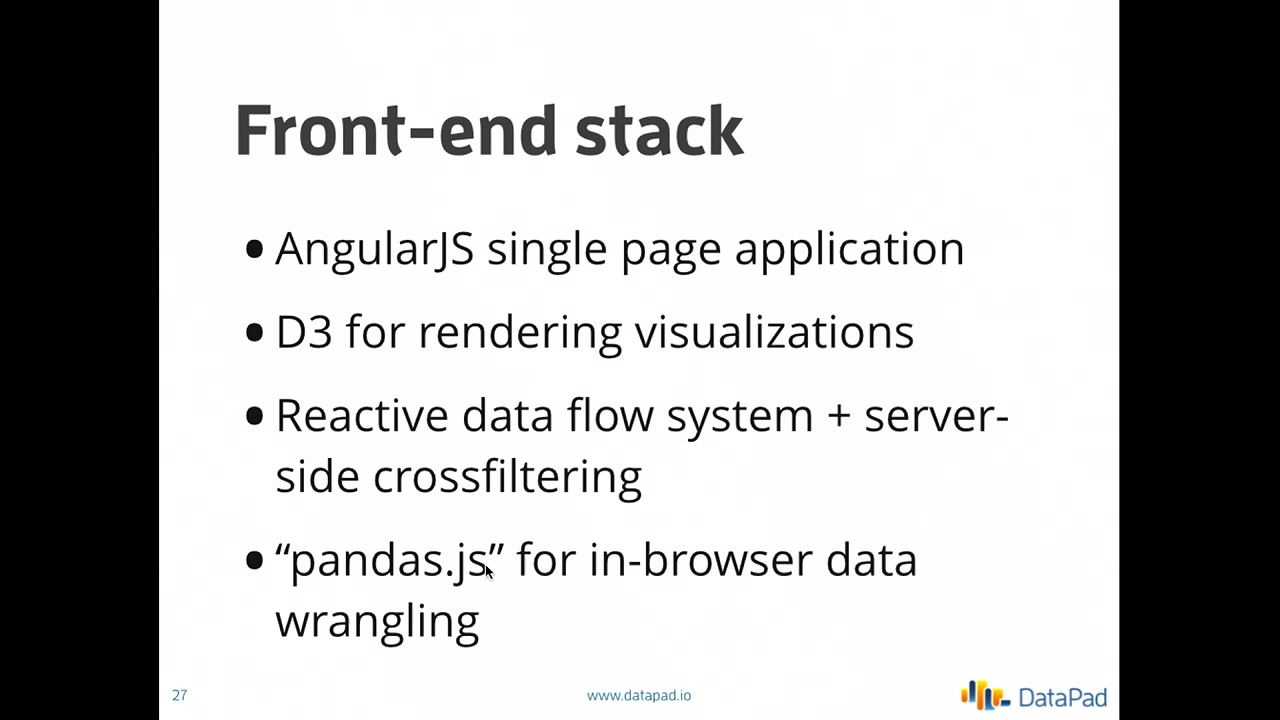 Front-end stack
• AngularJS single page application
• D3 for rendering visualizations
• Reactive data flow system + server-
side crossfiltering
• “pandas.js” for in-browser data
wrangling
27
www.datapad.io
DataPad